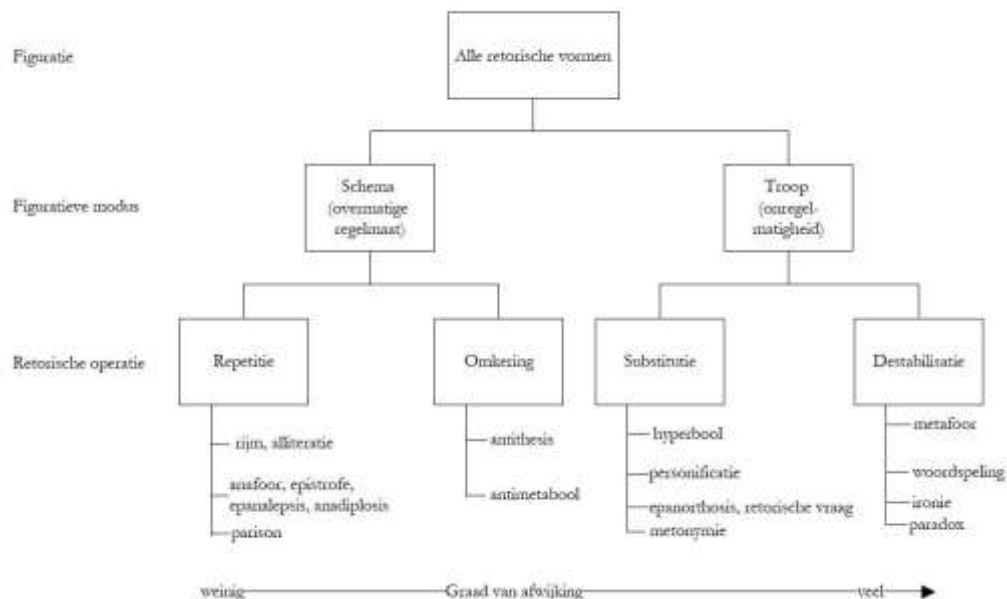 Figuratie
Alle retorische vormen
Figuratieve modus
Schema
(overmatige
regelmaat)
Troop
(onregel-
matigheid)
Retorische operatie
Repetitie
Omkering
Substitutie
Destabilisatie
rijm, alliteratie
anafoor, epistrofe,
epanalepsis, anadiplosis
parison
antithesis
antimetabool
hyperbool
personificatie
epanorthosis, retorische vraag
metonymie
metafoor
woordspeling
ironie
paradox
weinig Graad van afwijking veel